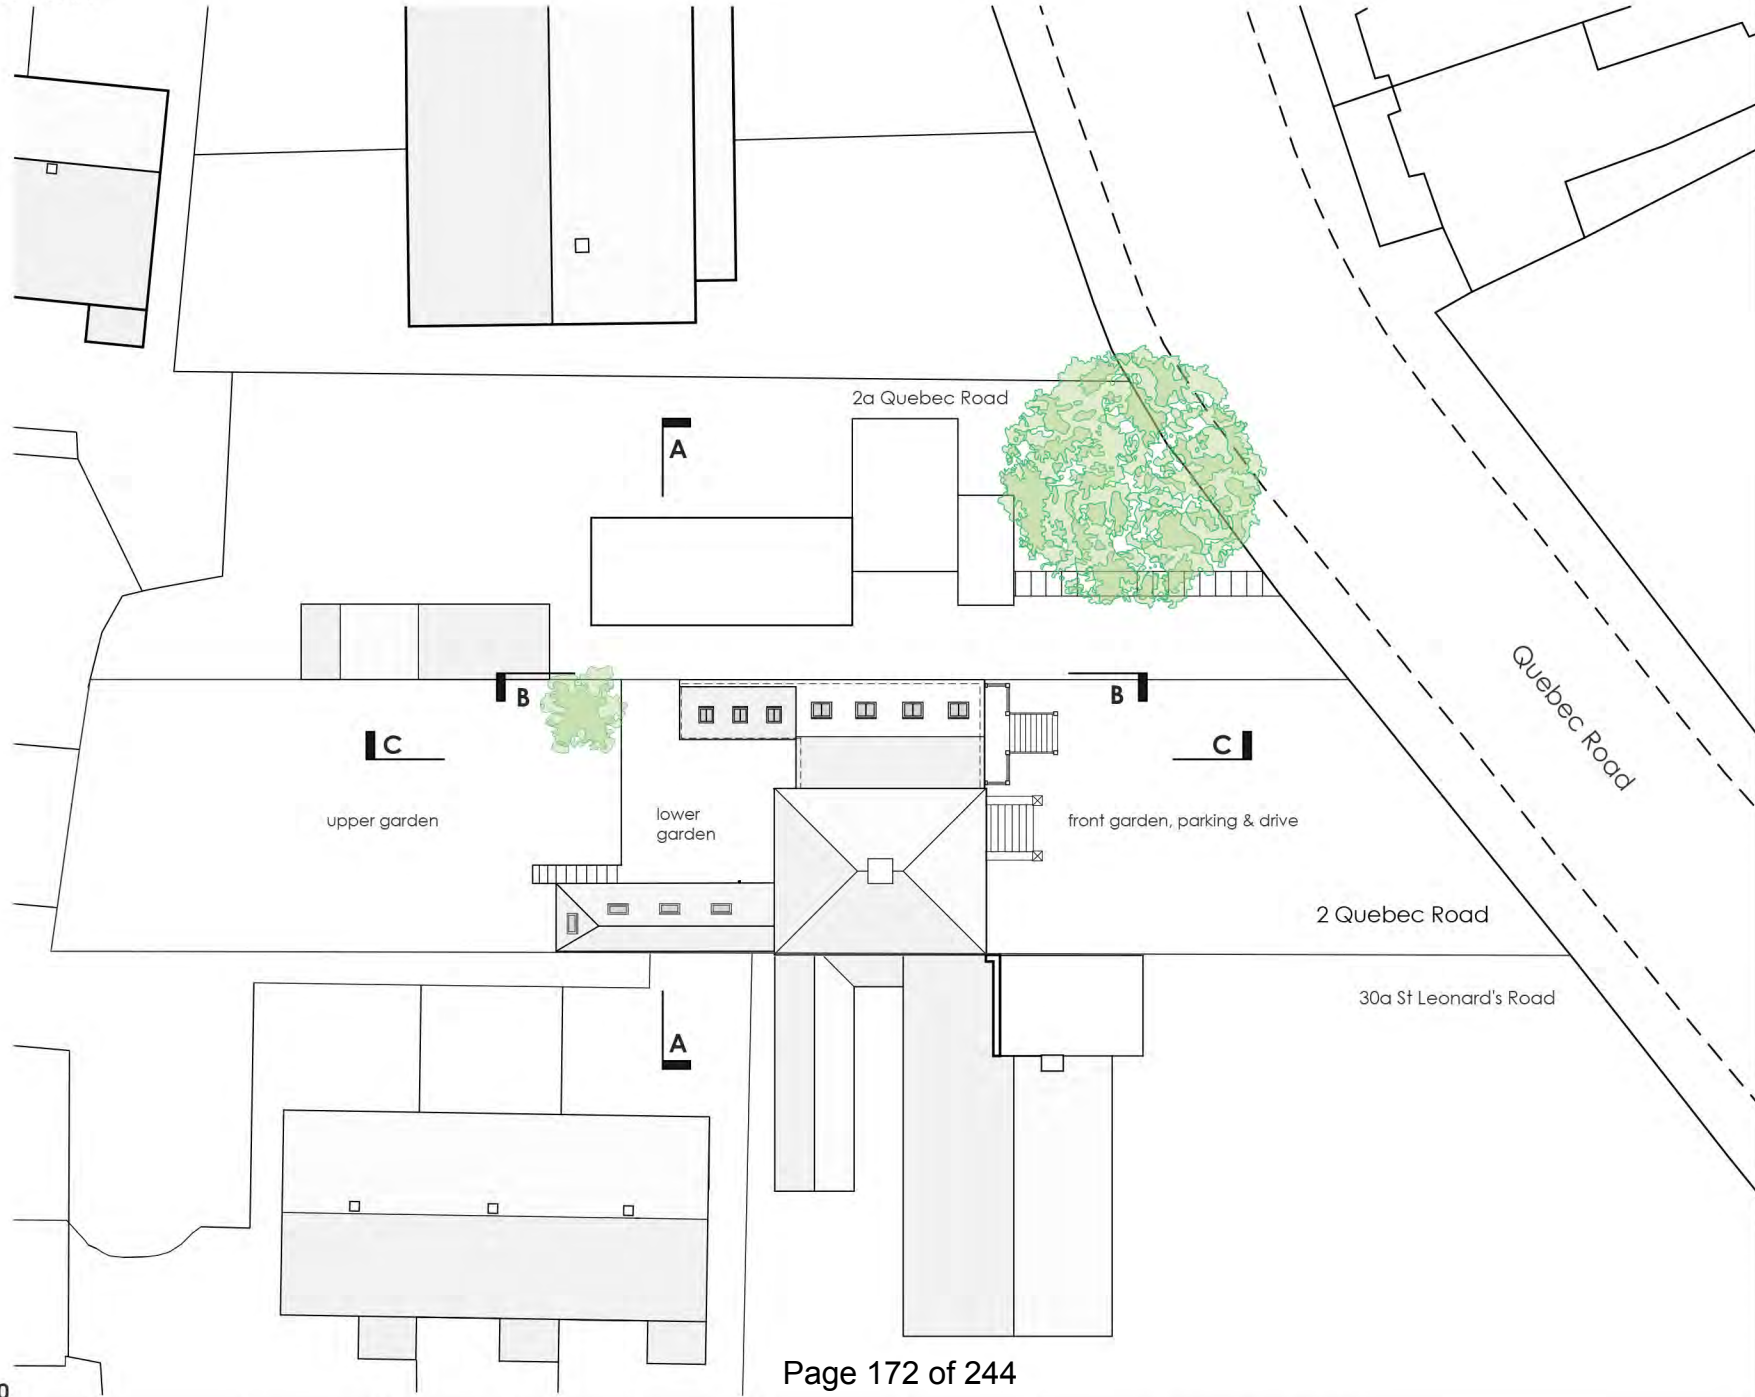 2a Quebec Road
A
Quebec Road
B
B
C
C
upper garden
lower
garden
front garden, parking & drive
2 Quebec Road
30a St Leonard's Road
A
Page 172 of 244